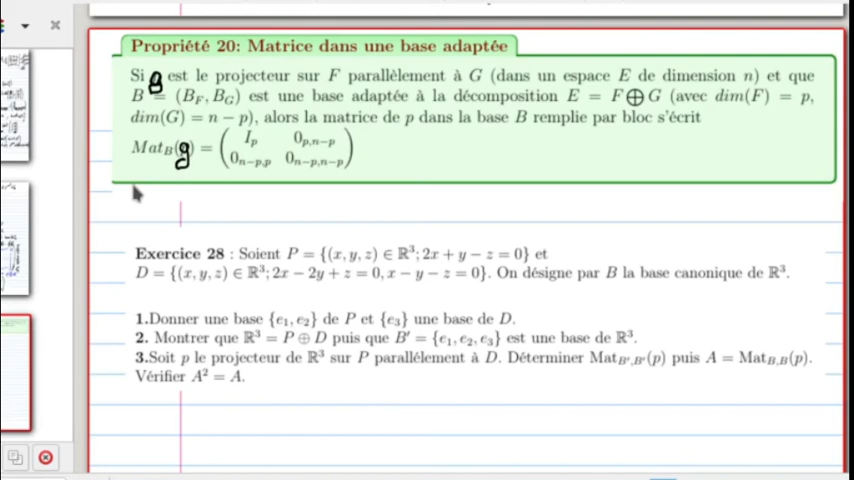 Propriété 20: Matrice dans une base adaptée
Si g est le projecteur sur F parallèlement à G (dans un espace E de dimension n) et que
B = (B_F, B_G) est une base adaptée à la décomposition E = F ⊕ G (avec dim(F) = p,
dim(G) = n − p), alors la matrice de p dans la base B remplie par bloc s'écrit
Mat_B(g) = ( I_p 0_{p,n−p}
0_{n−p,p} 0_{n−p,n−p} )
Exercice 28 : Soient P = {(x, y, z) ∈ ℝ³; 2x + y − z = 0} et
D = {(x, y, z) ∈ ℝ³; 2x − 2y + z = 0, x − y − z = 0}. On désigne par B la base canonique de ℝ³.
1.Donner une base {e₁, e₂} de P et {e₃} une base de D.
2. Montrer que ℝ³ = P ⊕ D puis que B′ = {e₁, e₂, e₃} est une base de ℝ³.
3.Soit p le projecteur de ℝ³ sur P parallèlement à D. Déterminer Mat_{B′,B′}(p) puis A = Mat_{B,B}(p).
Vérifier A² = A.